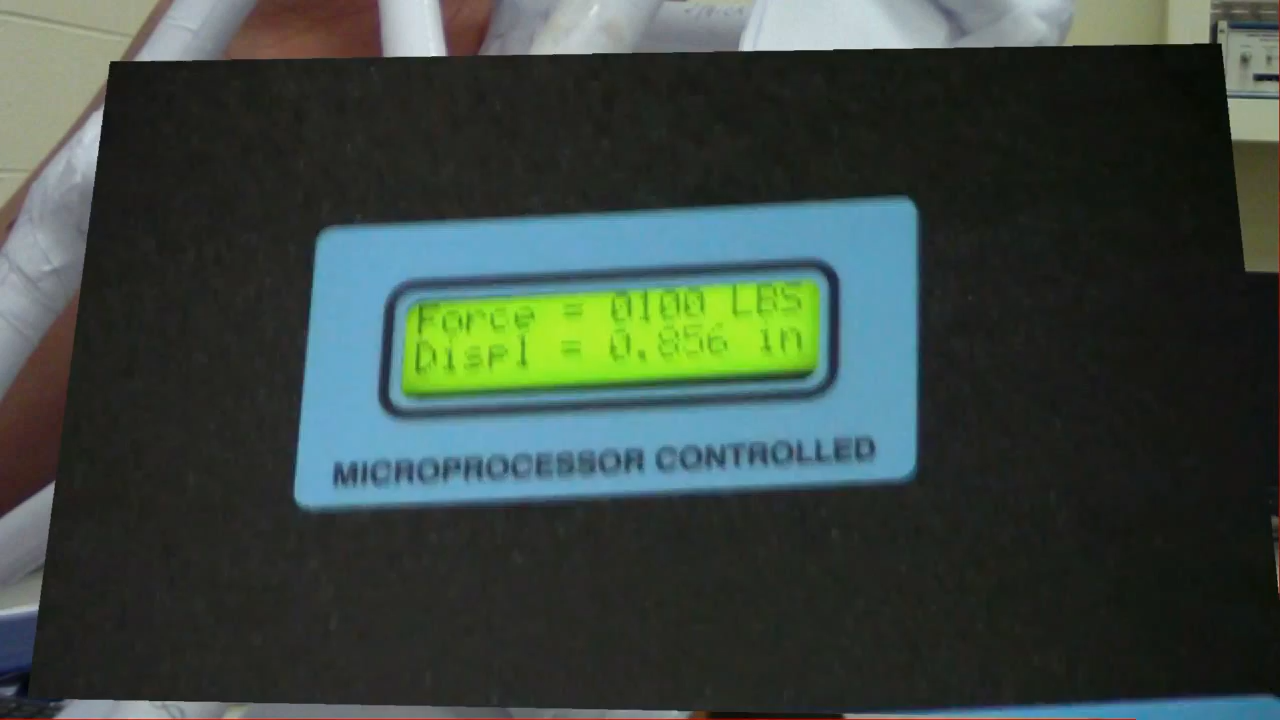 Force = 0100 LBS
Displ = 0.856 in
MICROPROCESSOR CONTROLLED